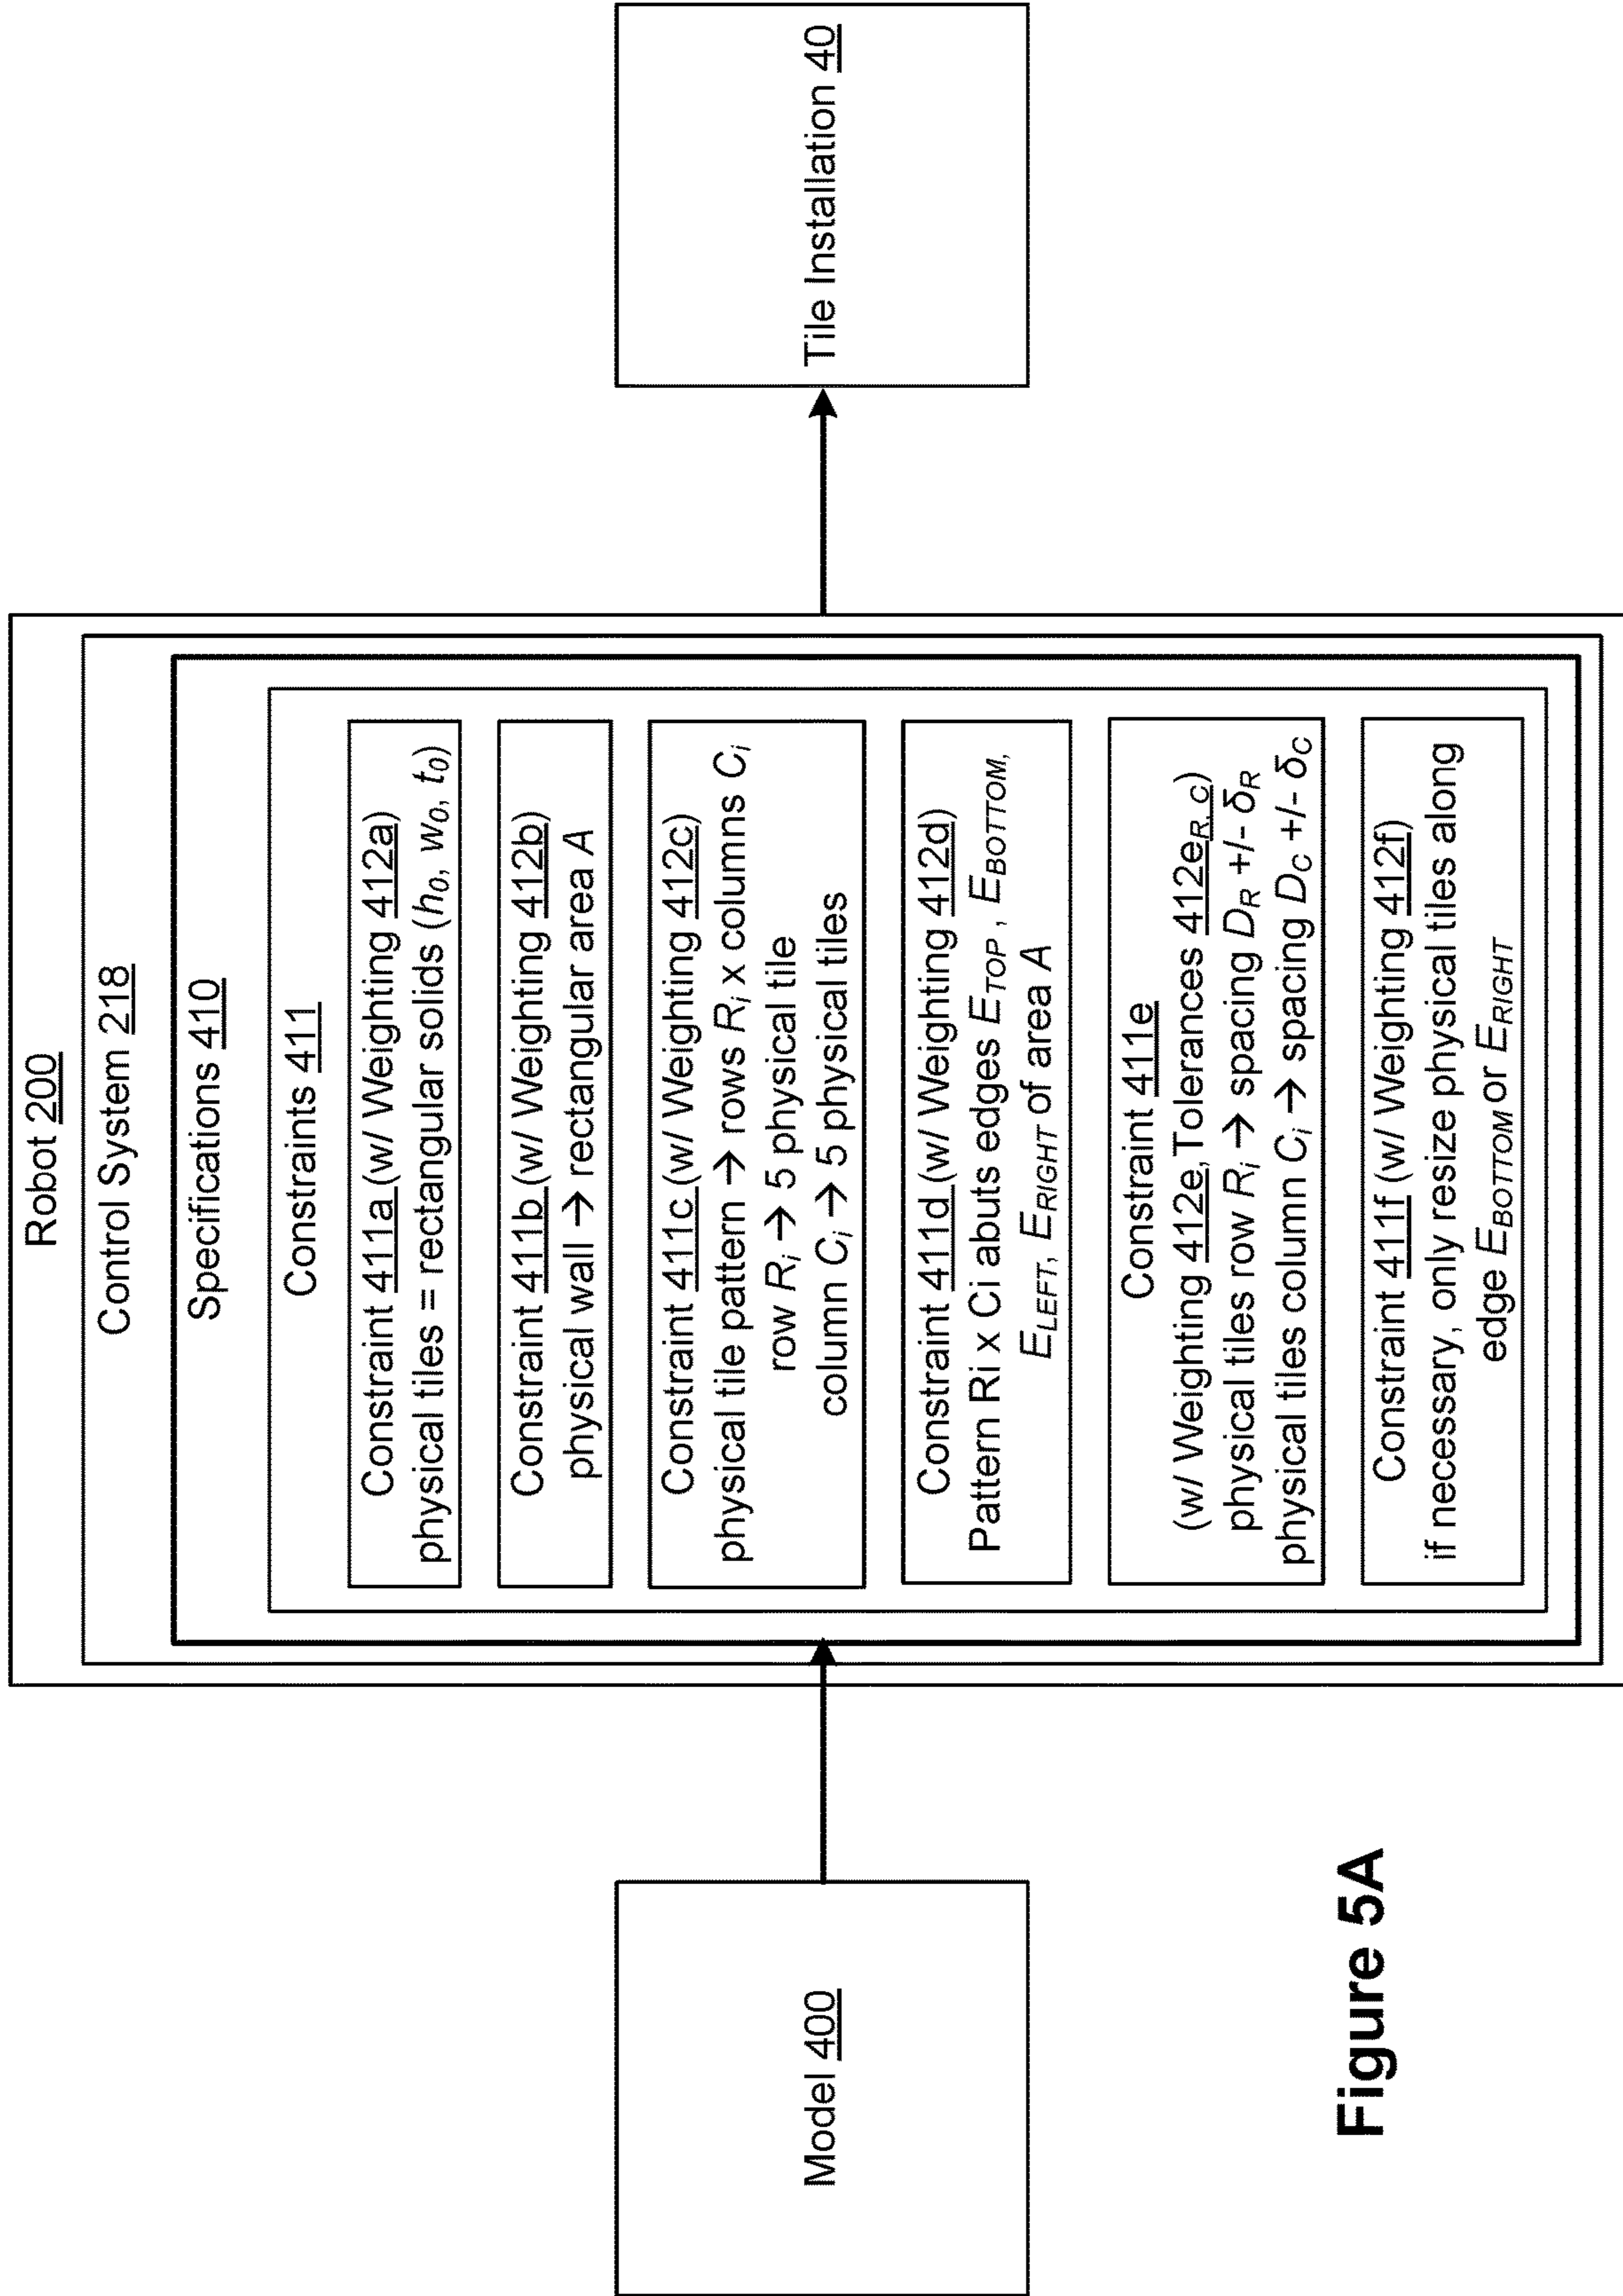 Model 400
Robot 200
Control System 218
Specifications 410
Constraints 411
Constraint 411a (w/ Weighting 412a)
physical tiles = rectangular solids (h0, w0, t0)
Constraint 411b (w/ Weighting 412b)
physical wall → rectangular area A
Constraint 411c (w/ Weighting 412c)
physical tile pattern → rows Ri x columns Ci
row Ri → 5 physical tile
column Ci → 5 physical tiles
Constraint 411d (w/ Weighting 412d)
Pattern Ri x Ci abuts edges ETOP , EBOTTOM,
ELEFT, ERIGHT of area A
Constraint 411e
(w/ Weighting 412e,Tolerances 412eR, C)
physical tiles row Ri → spacing DR +/- δR
physical tiles column Ci → spacing DC +/- δC
Constraint 411f (w/ Weighting 412f)
if necessary, only resize physical tiles along
edge EBOTTOM or ERIGHT
Tile Installation 40
Figure 5A